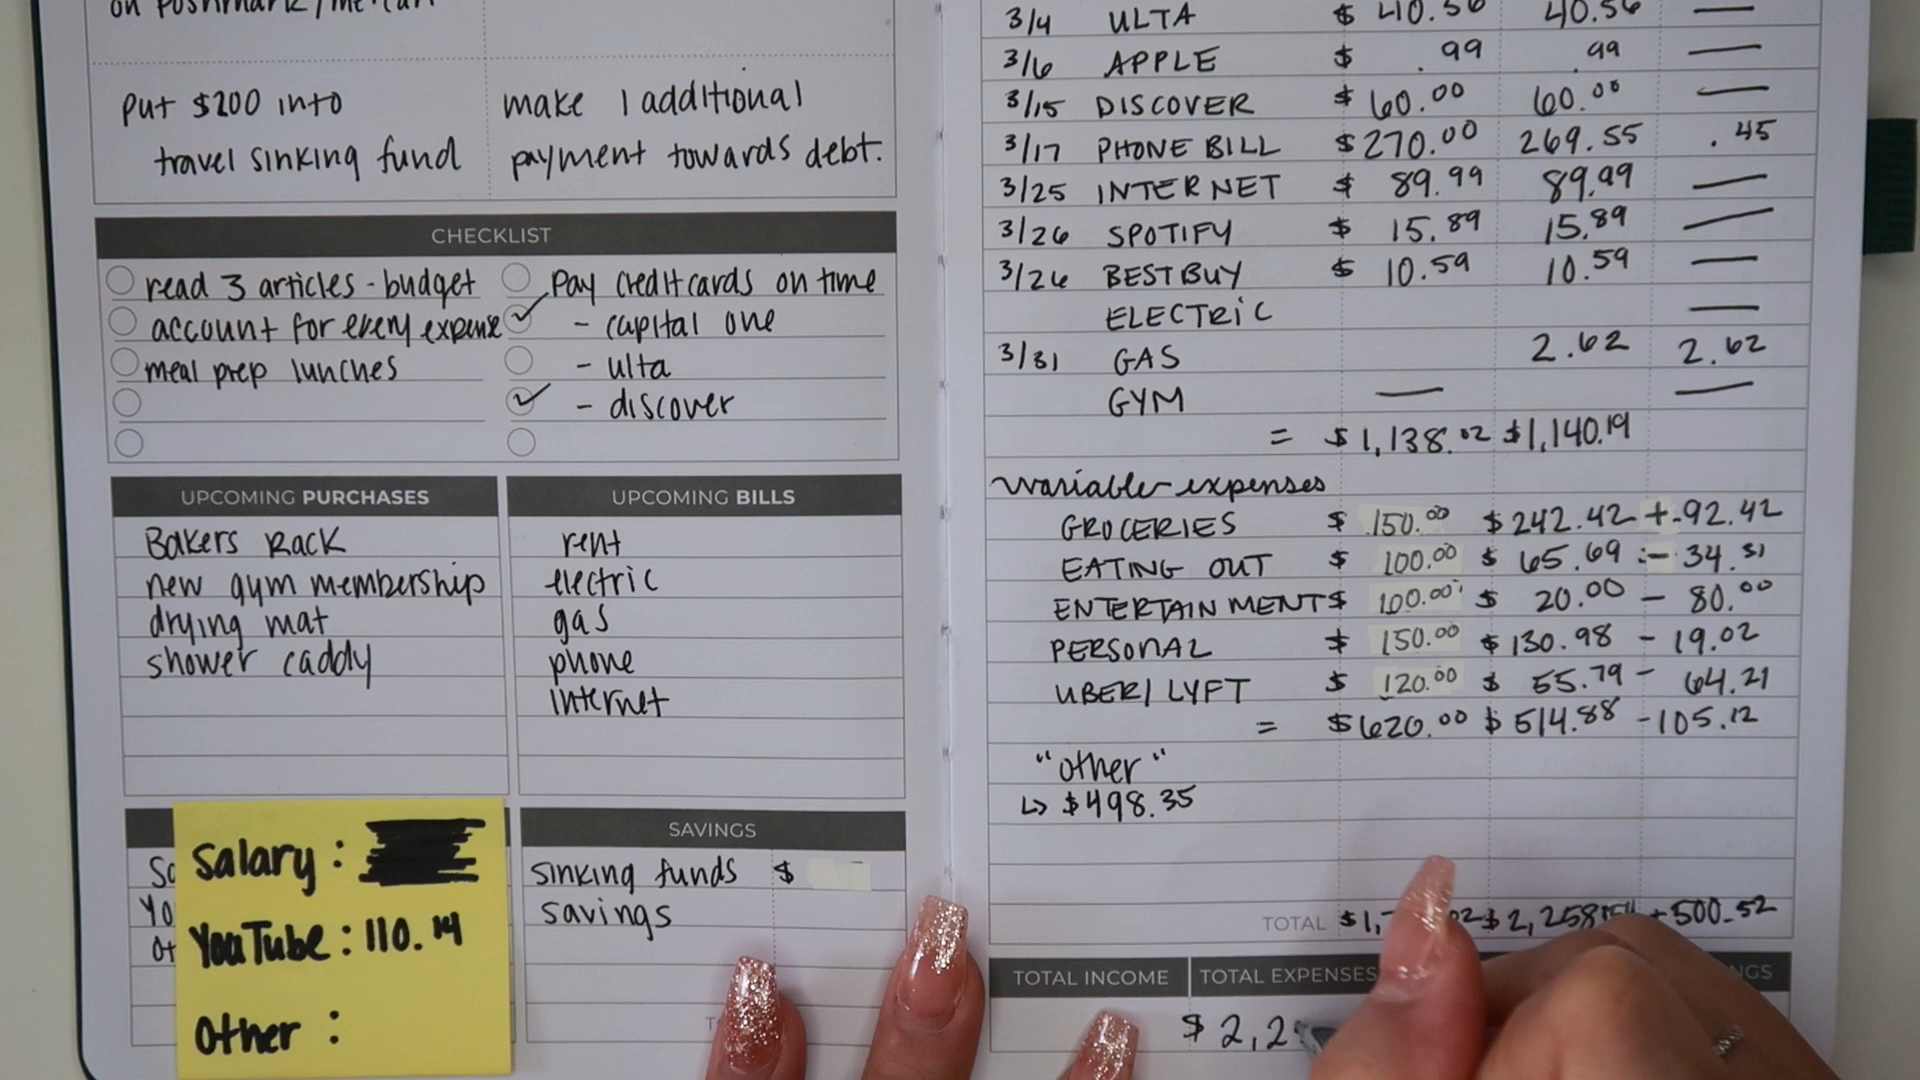 put $200 into
travel sinking fund
make 1 additional
payment towards debt.
CHECKLIST
read 3 articles - budget
account for every expense
meal prep lunches
pay credit cards on time
- capital one
- ulta
- discover
UPCOMING PURCHASES
Bakers Rack
new gym membership
drying mat
shower caddy
UPCOMING BILLS
rent
electric
gas
phone
internet
Salary :
YouTube : 110.14
Other :
SAVINGS
sinking funds $
savings
3/4 ULTA $ 40.56 40.56 —
3/6 APPLE $ .99 .99 —
3/15 DISCOVER $ 60.00 60.00 —
3/17 PHONE BILL $270.00 269.55 .45
3/25 INTERNET $ 89.99 89.99 —
3/26 SPOTIFY $ 15.89 15.89 —
3/26 BEST BUY $ 10.59 10.59 —
ELECTRIC —
3/31 GAS 2.62 2.62
GYM — —
= $1,138.02 $1,140.19
variable expenses
GROCERIES $ 150.00 $242.42 + 92.42
EATING OUT $ 100.00 $ 65.69 - 34.31
ENTERTAINMENT $ 100.00 $ 20.00 - 80.00
PERSONAL $ 150.00 $130.98 - 19.02
UBER/LYFT $ 120.00 $ 55.79 - 64.21
= $620.00 $514.88 -105.12
"other"
↳ $498.35
TOTAL +500.52
TOTAL INCOME
TOTAL EXPENSES
$ 2,2